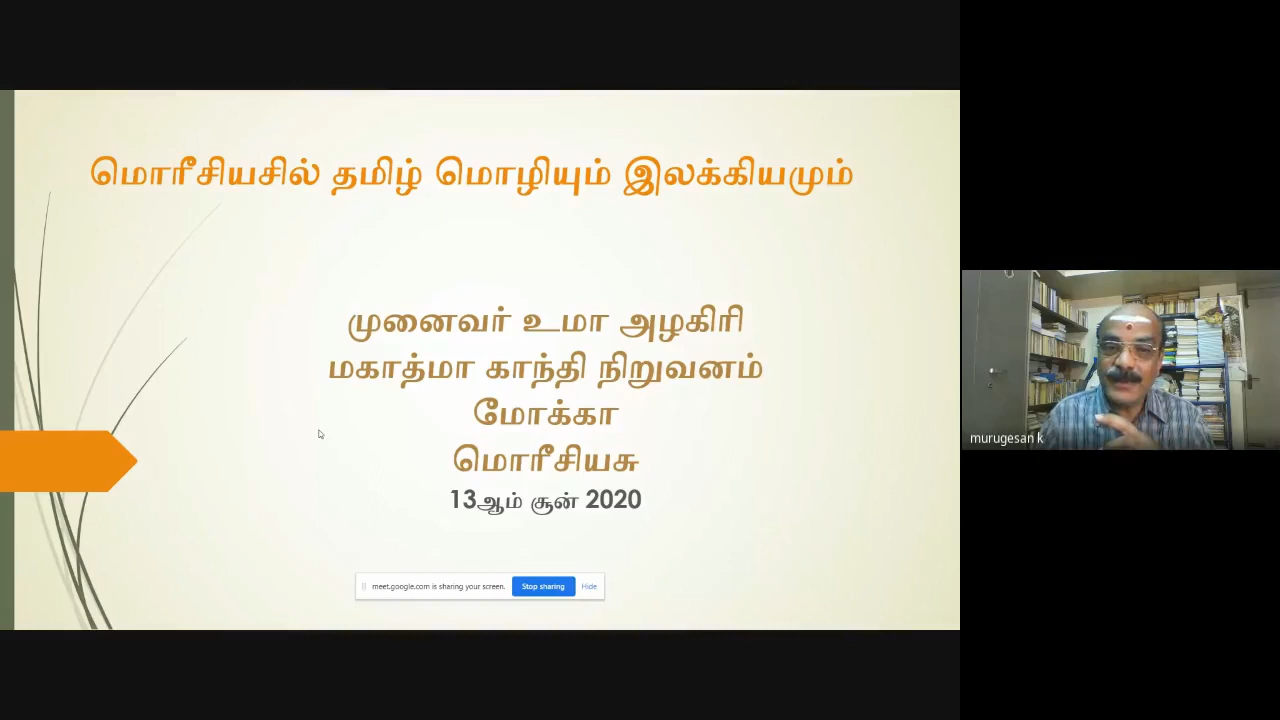 மொரீசியசில் தமிழ் மொழியும் இலக்கியமும்
முனைவர் உமா அழகிரி
மகாத்மா காந்தி நிறுவனம்
மோக்கா
மொரீசியசு
13ஆம் சூன் 2020
meet.google.com is sharing your screen. Stop sharing Hide
murugesan k